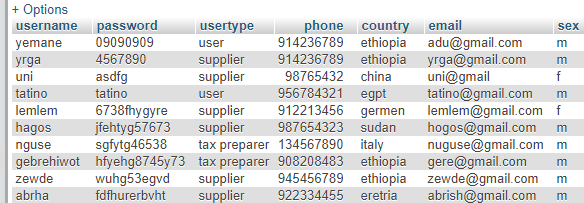 + Options
username password usertype phone country email sex
yemane 09090909 user 914236789 ethiopia adu@gmail.com m
yrga 4567890 supplier 914236789 ethiopia yrga@gmail.com m
uni asdfg supplier 98765432 china uni@gmail f
tatino tatino user 956784321 egpt tatino@gmail.com m
lemlem 6738fhygyre supplier 912213456 germen lemlem@gmail.com f
hagos jfehtyg57673 supplier 987654323 sudan hogos@gmail.com m
nguse sgfytg46538 tax preparer 134567890 italy nuguse@gmail.com m
gebrehiwot hfyehg8745y73 tax preparer 908208483 ethiopia gere@gmail.com m
zewde wuhg53egvd supplier 945456789 ethiopia zewde@gmail.com m
abrha fdfhurerbvht supplier 922334455 eretria abrish@gmail.com m